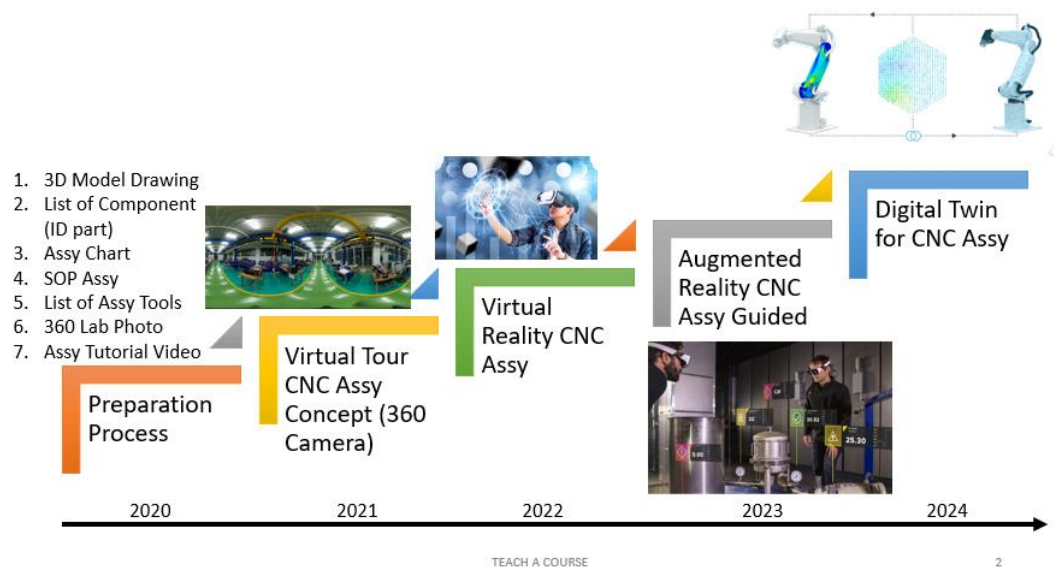 1. 3D Model Drawing
2. List of Component
(ID part)
3. Assy Chart
4. SOP Assy
5. List of Assy Tools
6. 360 Lab Photo
7. Assy Tutorial Video
Preparation
Process
Virtual Tour
CNC Assy
Concept (360
Camera)
Virtual
Reality CNC
Assy
Augmented
Reality CNC
Assy Guided
Digital Twin
for CNC Assy
25.30
2020
2021
2022
2023
2024
TEACH A COURSE
2